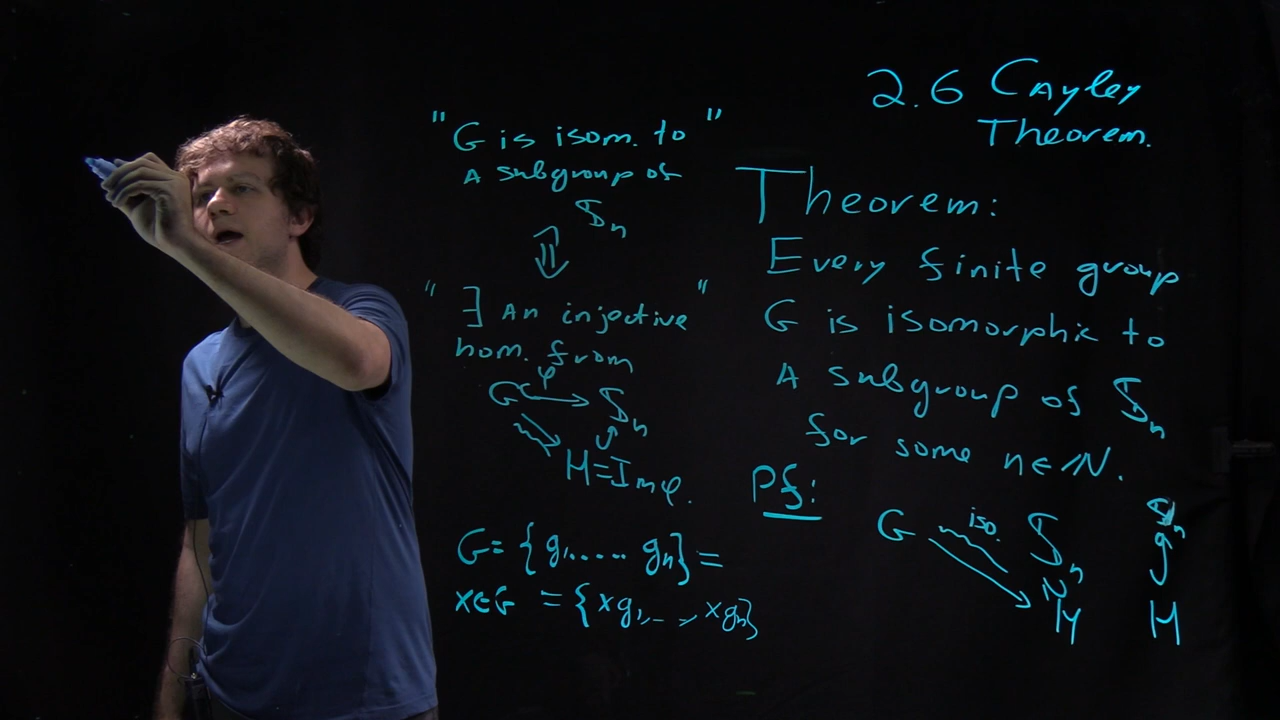 2.6 Cayley
Theorem.
Theorem:
Every finite group
G is isomorphic to
A subgroup of 𝕊ₙ
for some n∈ℕ.
Pf:
G iso. 𝕊ₙ
H
𝕊ₙ
H
" G is isom. to "
A subgroup of
𝕊ₙ
⇕
" ∃ An injective "
hom. from
φ
G ↪ 𝕊ₙ
H = Im φ.
G = {g₁,.... gₙ} =
x∈G = {xg₁,.., xgₙ}